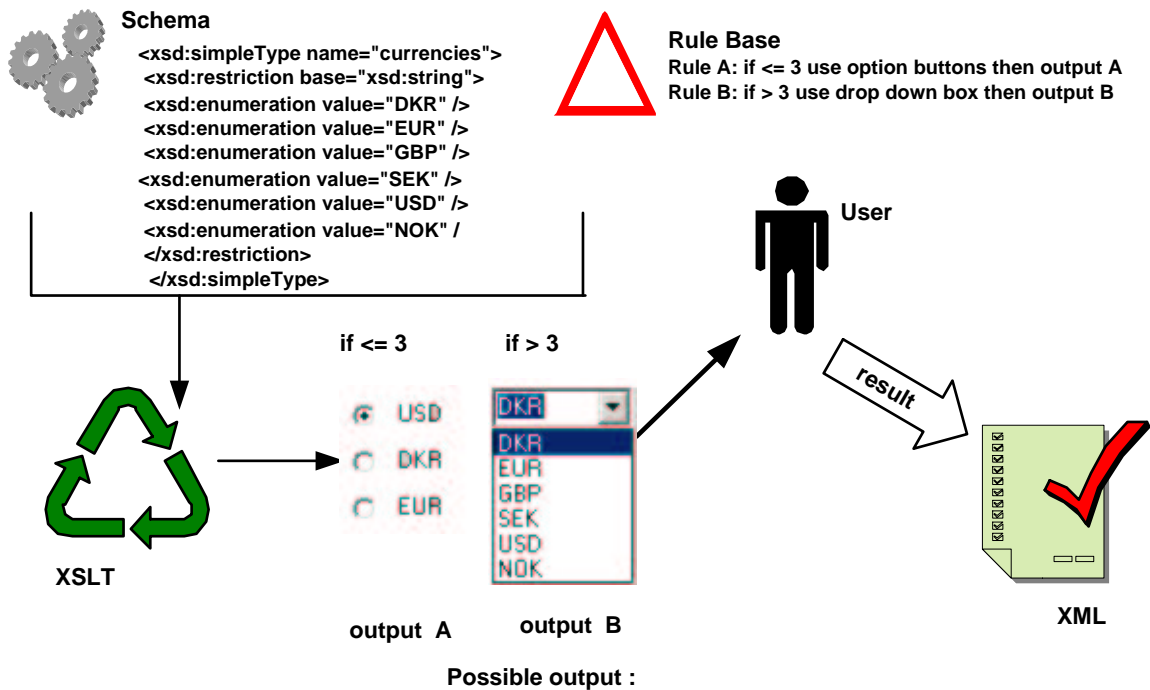 Schema
<xsd:simpleType name="currencies">
<xsd:restriction base="xsd:string">
<xsd:enumeration value="DKR" />
<xsd:enumeration value="EUR" />
<xsd:enumeration value="GBP" />
<xsd:enumeration value="SEK" />
<xsd:enumeration value="USD" />
<xsd:enumeration value="NOK" /
</xsd:restriction>
</xsd:simpleType>
Rule Base
Rule A: if <= 3 use option buttons then output A
Rule B: if > 3 use drop down box then output B
User
if <= 3
if > 3
USD
DKR
EUR
DKR
DKR
EUR
GBP
SEK
USD
NOK
result
XSLT
XML
output A
output B
Possible output :